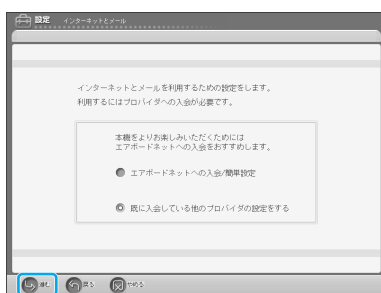 設定 インターネットとメール
インターネットとメールを利用するための設定をします。
利用するにはプロバイダへの入会が必要です。
本機をよりお楽しみいただくためには
エアボードネットへの入会をおすすめします。
エアボードネットへの入会/簡単設定
既に入会している他のプロバイダの設定をする
進む 戻る やめる